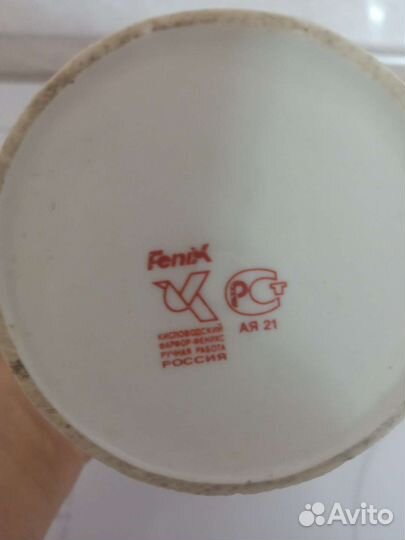 FeniX
РСТ
АЯ 21
КИСЛОВОДСКИЙ
ФАРФОР-ФЕНИКС
РУЧНАЯ РАБОТА
РОССИЯ
Avito